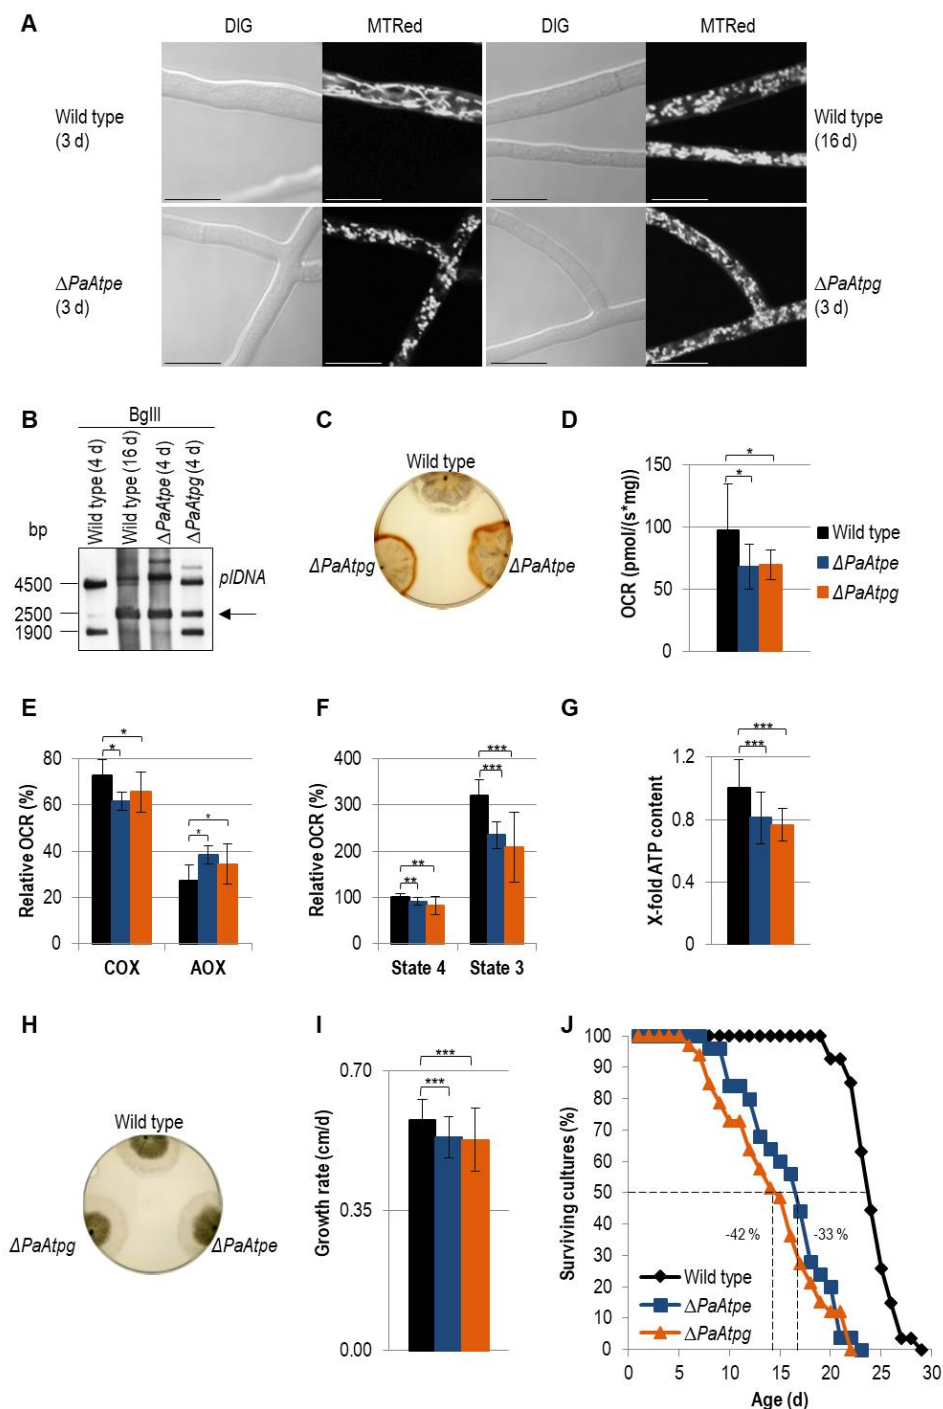 A
DIG MTRed DIG MTRed
Wild type
(3 d)
Wild type
(16 d)
ΔPaAtpe
(3 d)
ΔPaAtpg
(3 d)
B
BglII
Wild type (4 d)
Wild type (16 d)
ΔPaAtpe (4 d)
ΔPaAtpg (4 d)
bp
4500
2500
1900
plDNA
C
Wild type
ΔPaAtpg
ΔPaAtpe
D
OCR (pmol/(s*mg))
150
100
50
0
*
*
Wild type
ΔPaAtpe
ΔPaAtpg
E
Relative OCR (%)
80
60
40
20
0
*
*
*
*
COX AOX
F
Relative OCR (%)
400
300
200
100
0
**
**
***
***
State 4 State 3
G
X-fold ATP content
1.2
0.8
0.4
0
***
***
H
Wild type
ΔPaAtpg
ΔPaAtpe
I
Growth rate (cm/d)
0.70
0.35
0.00
***
***
J
Surviving cultures (%)
100
90
80
70
60
50
40
30
20
10
0
-42 % -33 %
Wild type
ΔPaAtpe
ΔPaAtpg
0 5 10 15 20 25 30
Age (d)